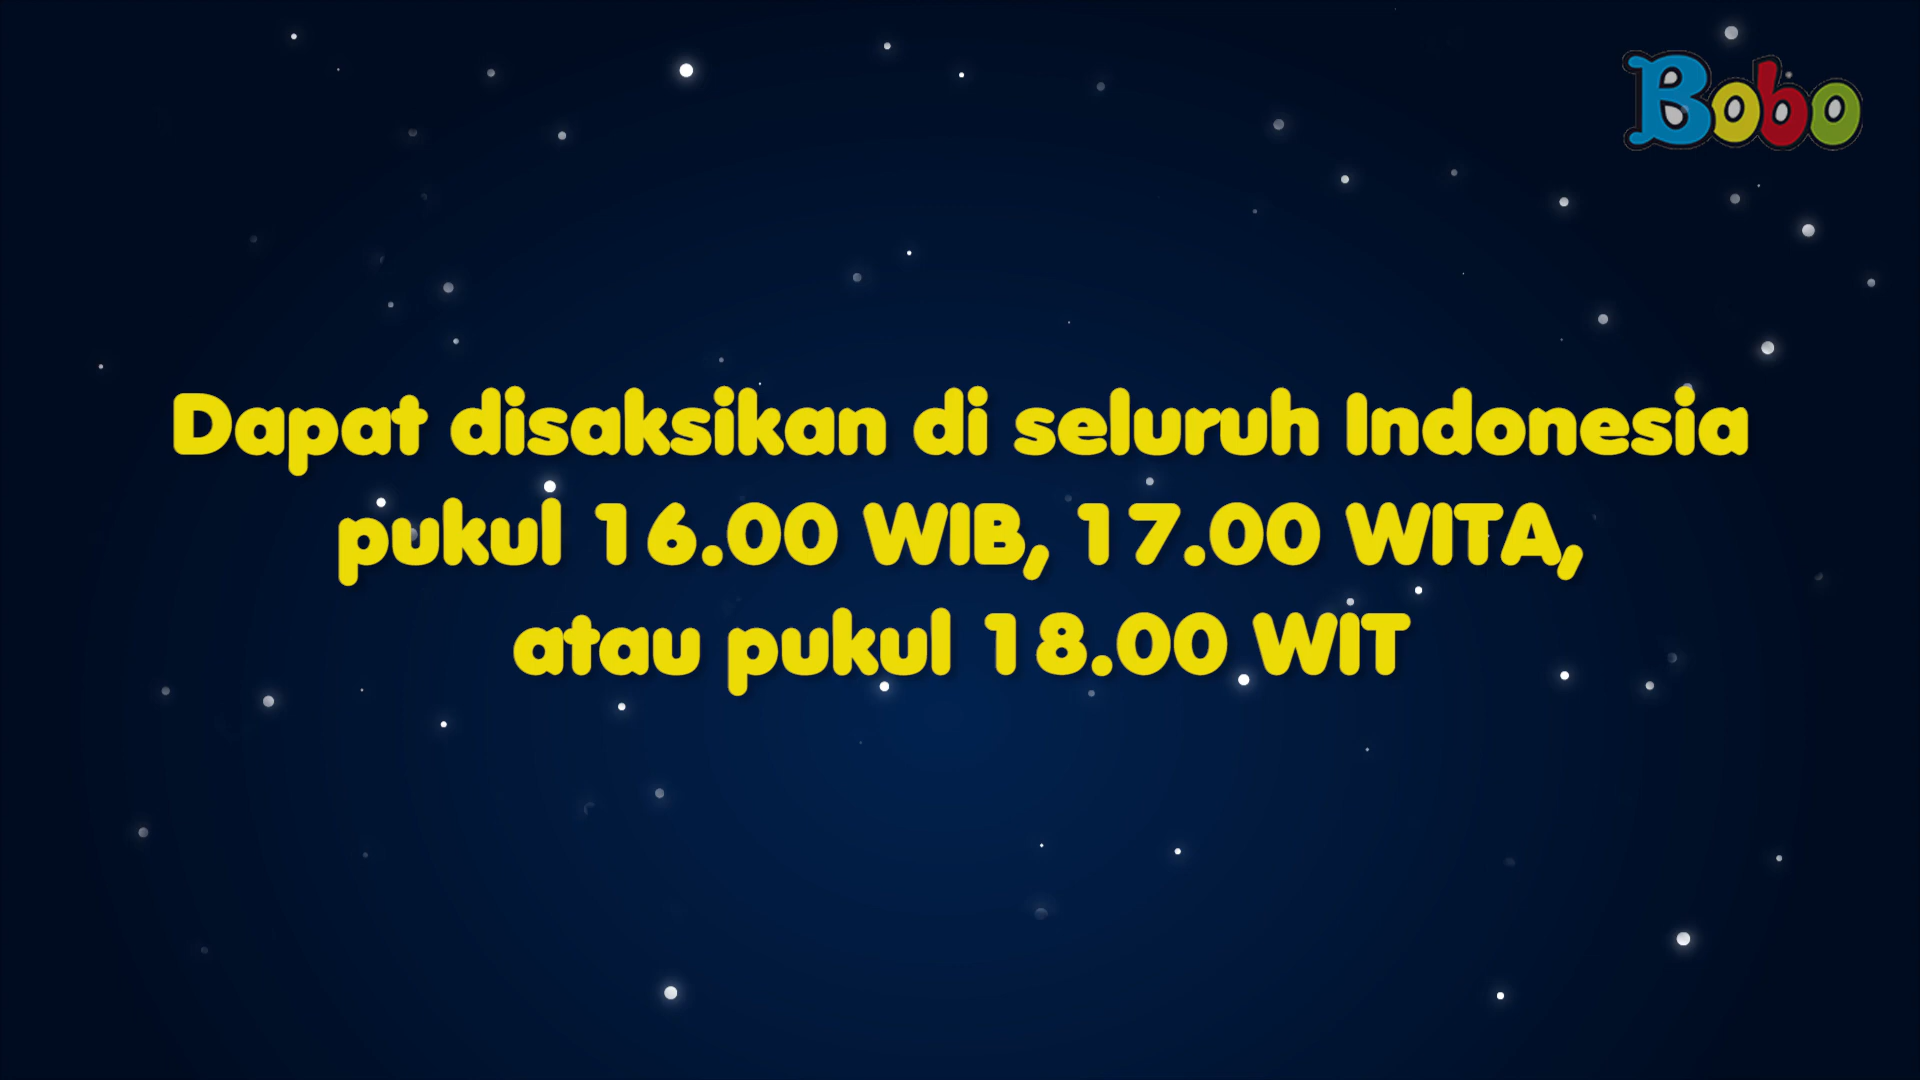 Bobo
Dapat disaksikan di seluruh Indonesia
pukul 16.00 WIB, 17.00 WITA,
atau pukul 18.00 WIT